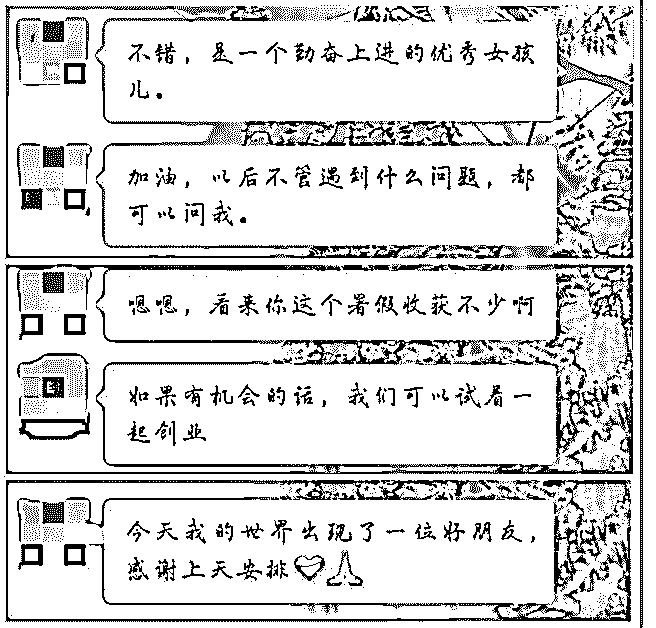 不错，是一个勤奋上进的优秀女孩
儿。
加油，以后不管遇到什么问题，都
可以问我。
嗯嗯，看来你这个暑假收获不少啊
如果有机会的话，我们可以试着一
起创业
今天我的世界出现了一位好朋友，
感谢上天安排